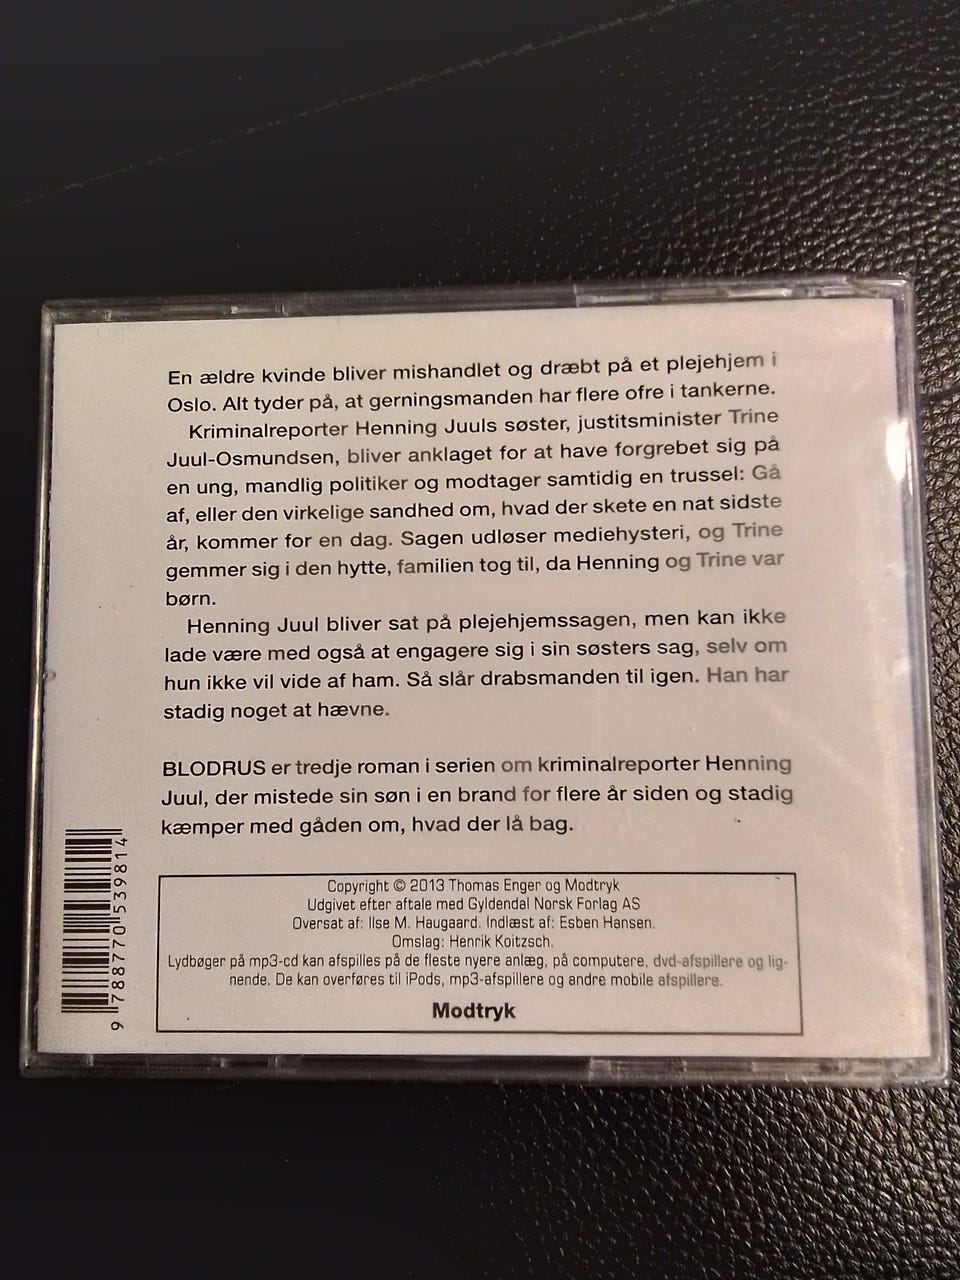 En ældre kvinde bliver mishandlet og dræbt på et plejehjem i
Oslo. Alt tyder på, at gerningsmanden har flere ofre i tankerne.
Kriminalreporter Henning Juuls søster, justitsminister Trine
Juul-Osmundsen, bliver anklaget for at have forgrebet sig på
en ung, mandlig politiker og modtager samtidig en trussel: Gå
af, eller den virkelige sandhed om, hvad der skete en nat sidste
år, kommer for en dag. Sagen udløser mediehysteri, og Trine
gemmer sig i den hytte, familien tog til, da Henning og Trine var
børn.
Henning Juul bliver sat på plejehjemssagen, men kan ikke
lade være med også at engagere sig i sin søsters sag, selv om
hun ikke vil vide af ham. Så slår drabsmanden til igen. Han har
stadig noget at hævne.
BLODRUS er tredje roman i serien om kriminalreporter Henning
Juul, der mistede sin søn i en brand for flere år siden og stadig
kæmper med gåden om, hvad der lå bag.
Copyright © 2013 Thomas Enger og Modtryk
Udgivet efter aftale med Gyldendal Norsk Forlag AS
Oversat af: Ilse M. Haugaard. Indlæst af: Esben Hansen.
Omslag: Henrik Koitzsch.
Lydbøger på mp3-cd kan afspilles på de fleste nyere anlæg, på computere, dvd-afspillere og lig-
nende. De kan overføres til iPods, mp3-afspillere og andre mobile afspillere.
Modtryk
9 788770 539814